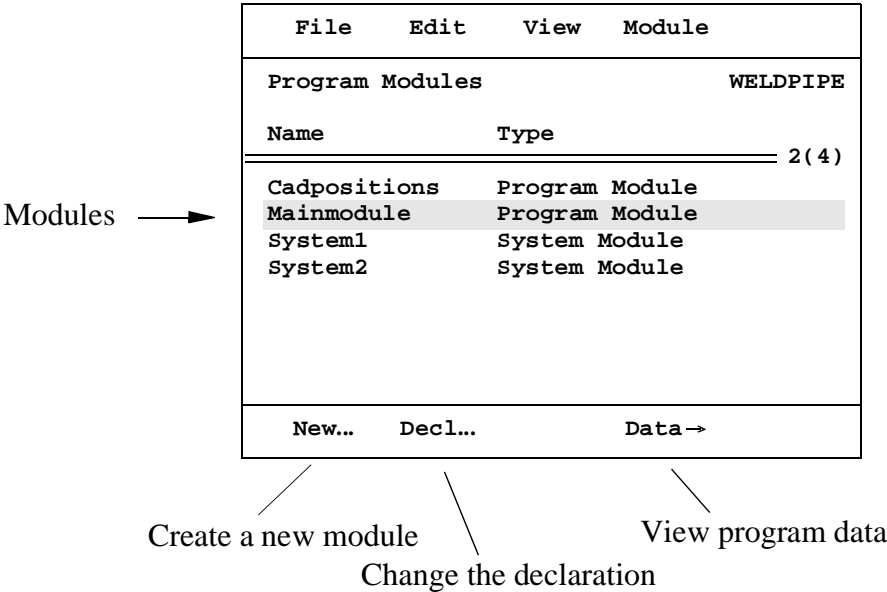 File Edit View Module
Program Modules WELDPIPE
Name Type
2(4)
Cadpositions Program Module
Modules
Mainmodule Program Module
System1 System Module
System2 System Module
New… Decl… Data→
Create a new module
View program data
Change the declaration